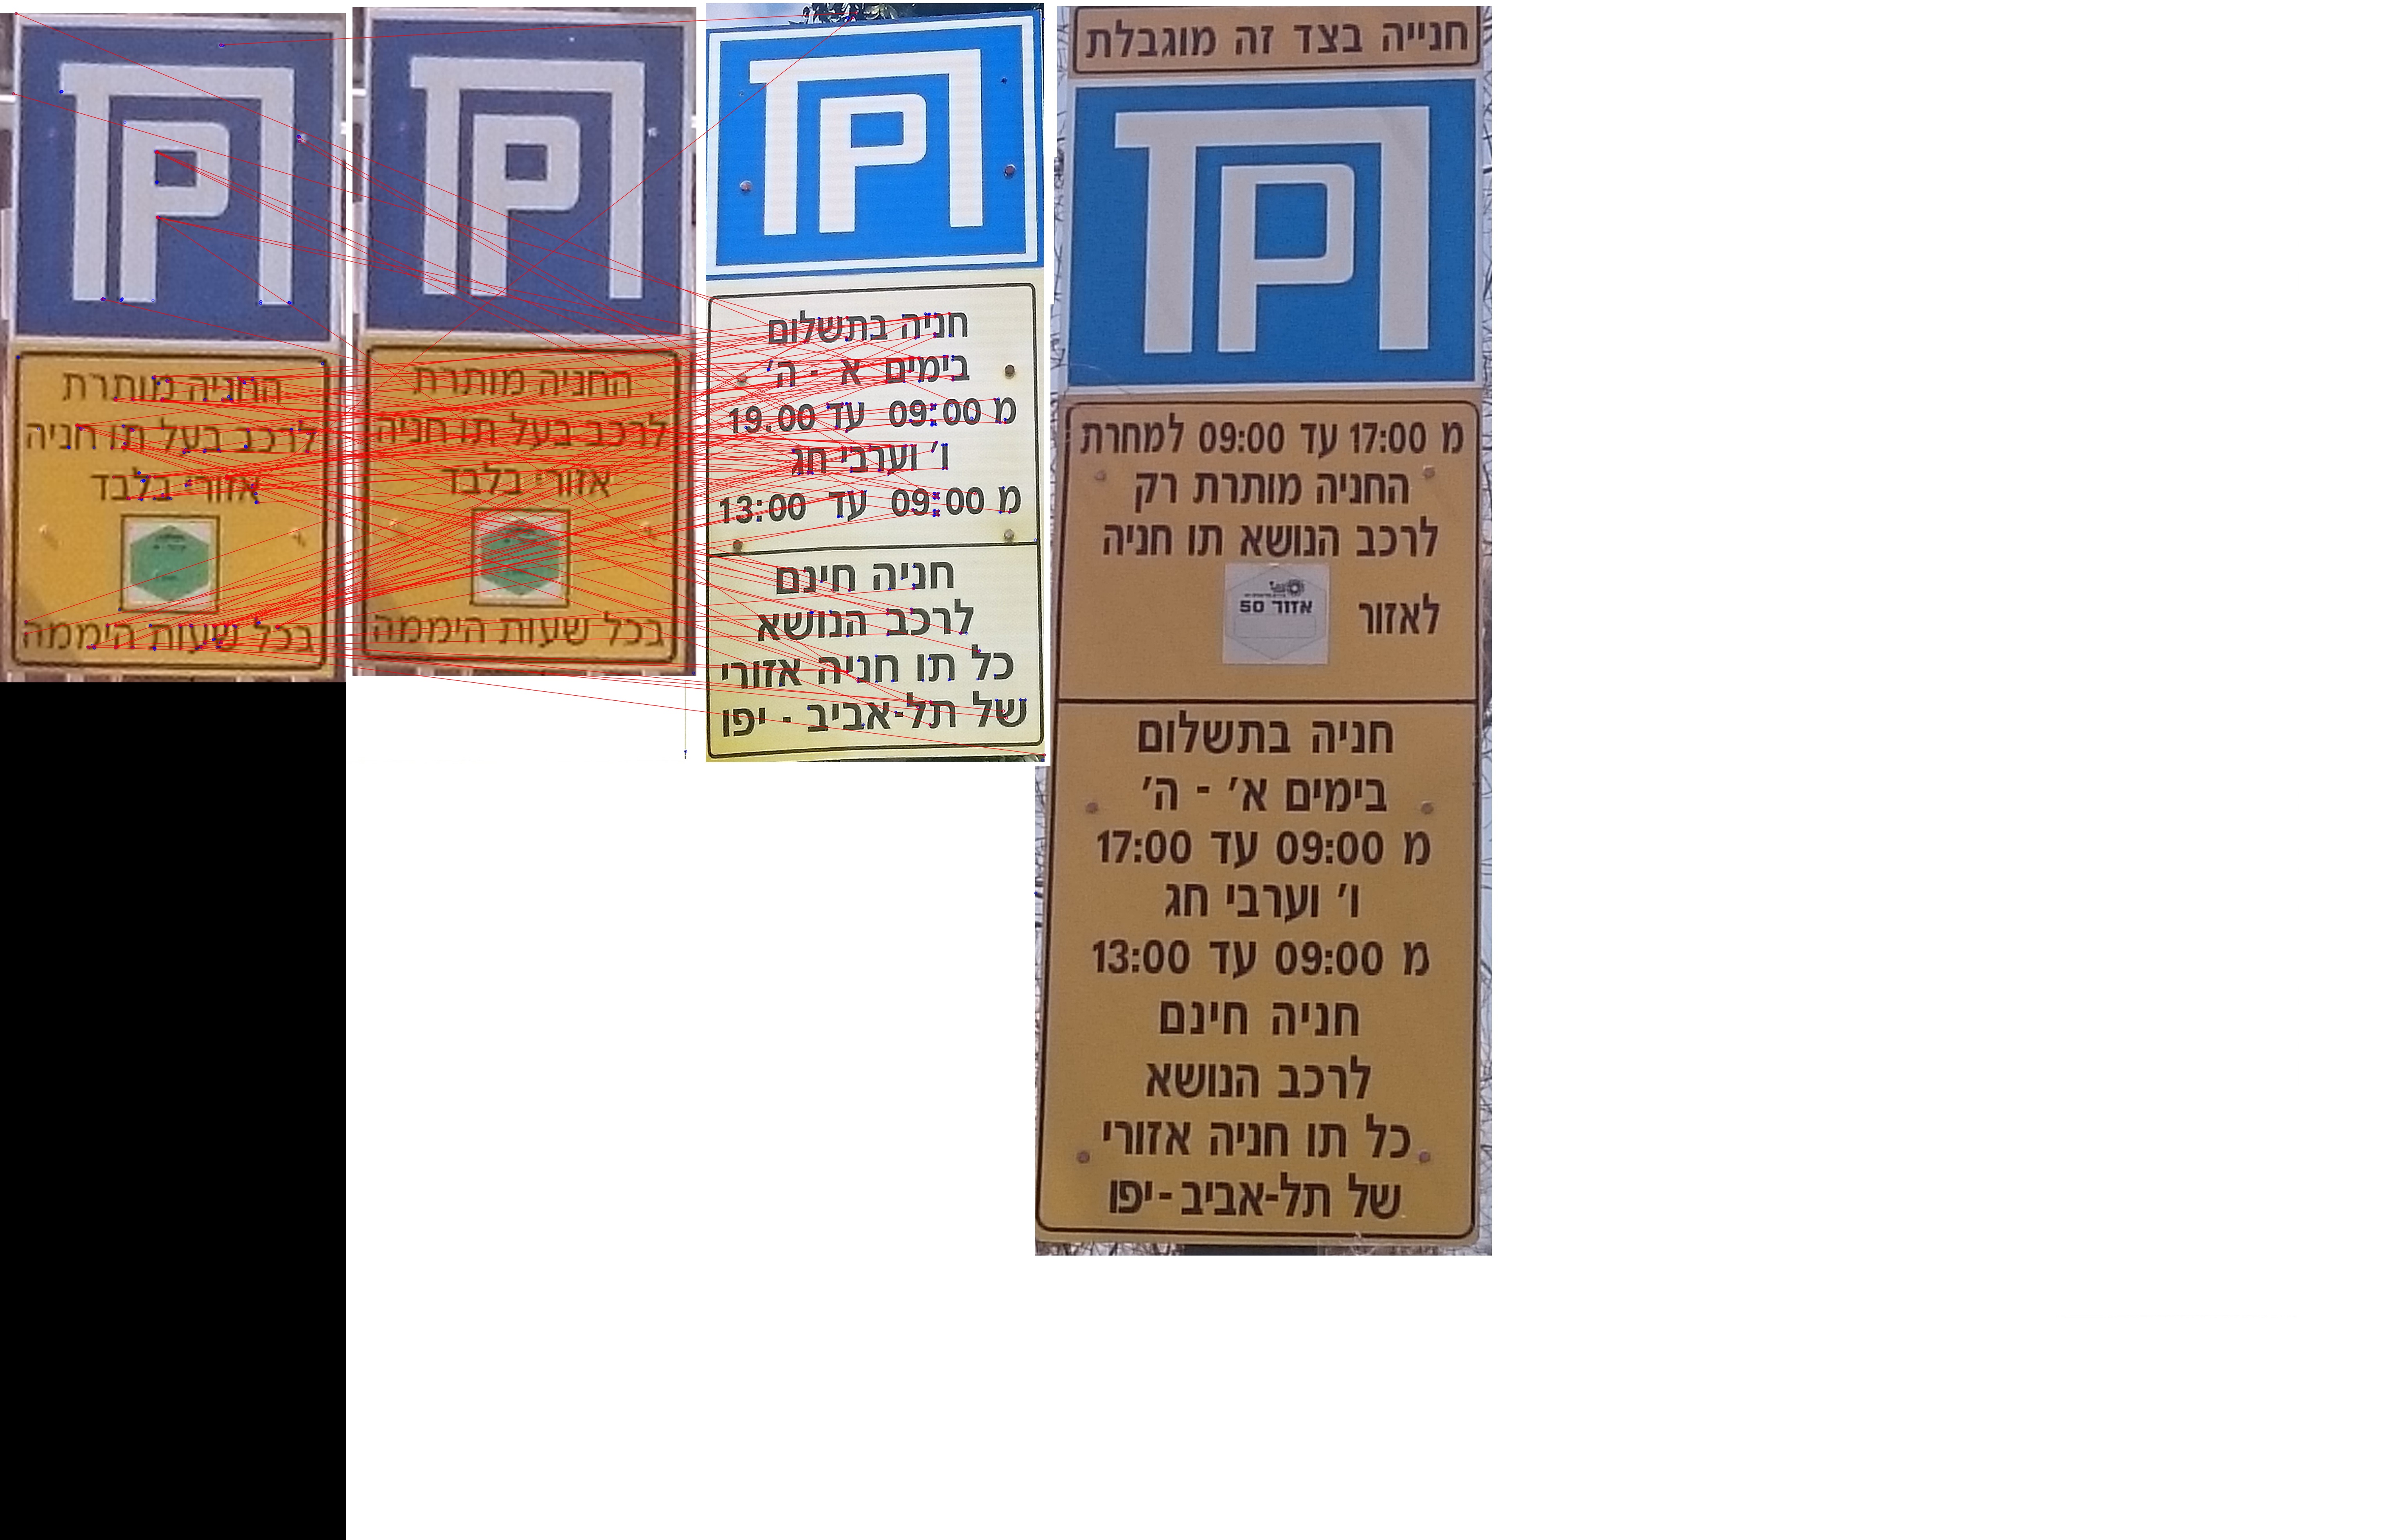 P
החניה מותרת
לרכב בעל תו חניה
אזורי בלבד
בכל שעות היממה
P
החניה מותרת
לרכב בעל תו חניה
אזורי בלבד
בכל שעות היממה
P
חניה בתשלום
בימים א - ה'
מ 09:00 עד 19.00
ו' וערבי חג
מ 09:00 עד 13:00
חניה חינם
לרכב הנושא
כל תו חניה אזורי
של תל-אביב - יפו
חנייה בצד זה מוגבלת
P
מ 17:00 עד 09:00 למחרת
החניה מותרת רק
לרכב הנושא תו חניה
לאזור
אזור 50
חניה בתשלום
בימים א' - ה'
מ 09:00 עד 17:00
ו' וערבי חג
מ 09:00 עד 13:00
חניה חינם
לרכב הנושא
כל תו חניה אזורי
של תל-אביב-יפו